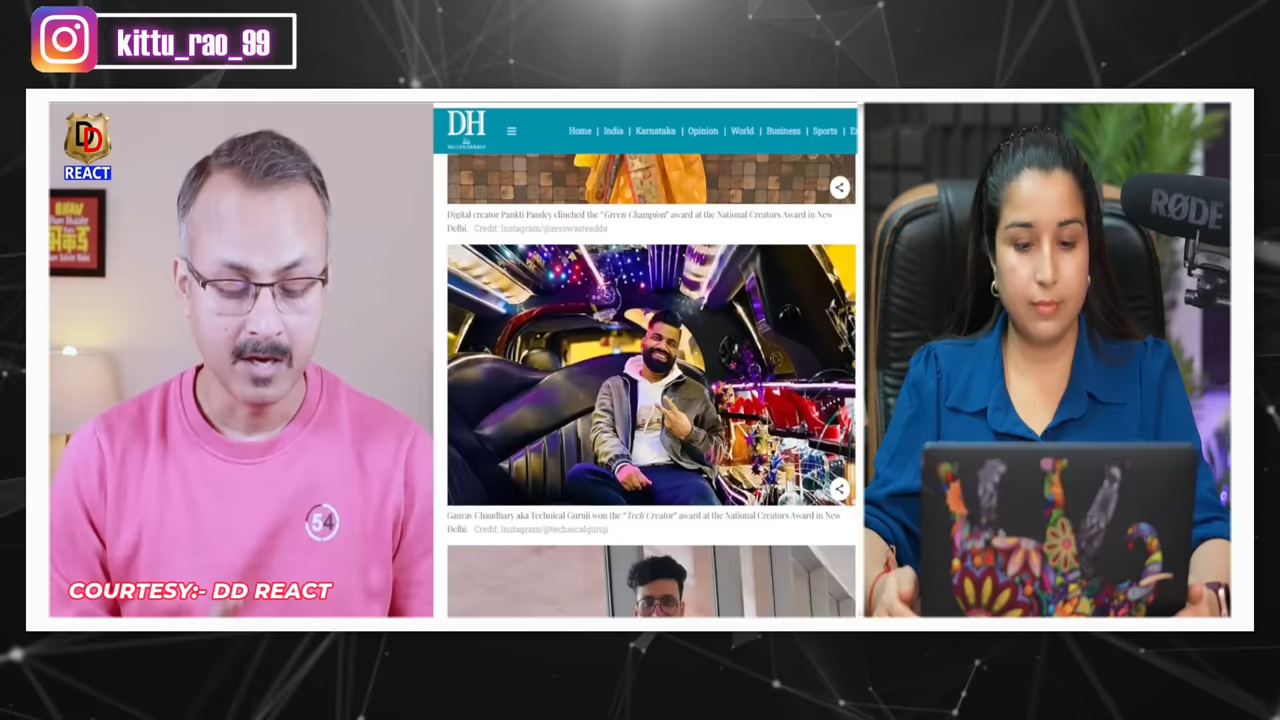 kittu_rao_99
DD
REACT
DH
DECCAN HERALD
Home | India | Karnataka | Opinion | World | Business | Sports |
Digital creator Pankti Pandey clinched the "Green Champion" award at the National Creators Award in New
Delhi. Credit: Instagram/@zerowasteadda
Gaurav Chaudhary aka Technical Guruji won the "Tech Creator" award at the National Creators Award in New
Delhi. Credit: Instagram/@technicalguruji
RØDE
54
COURTESY:- DD REACT